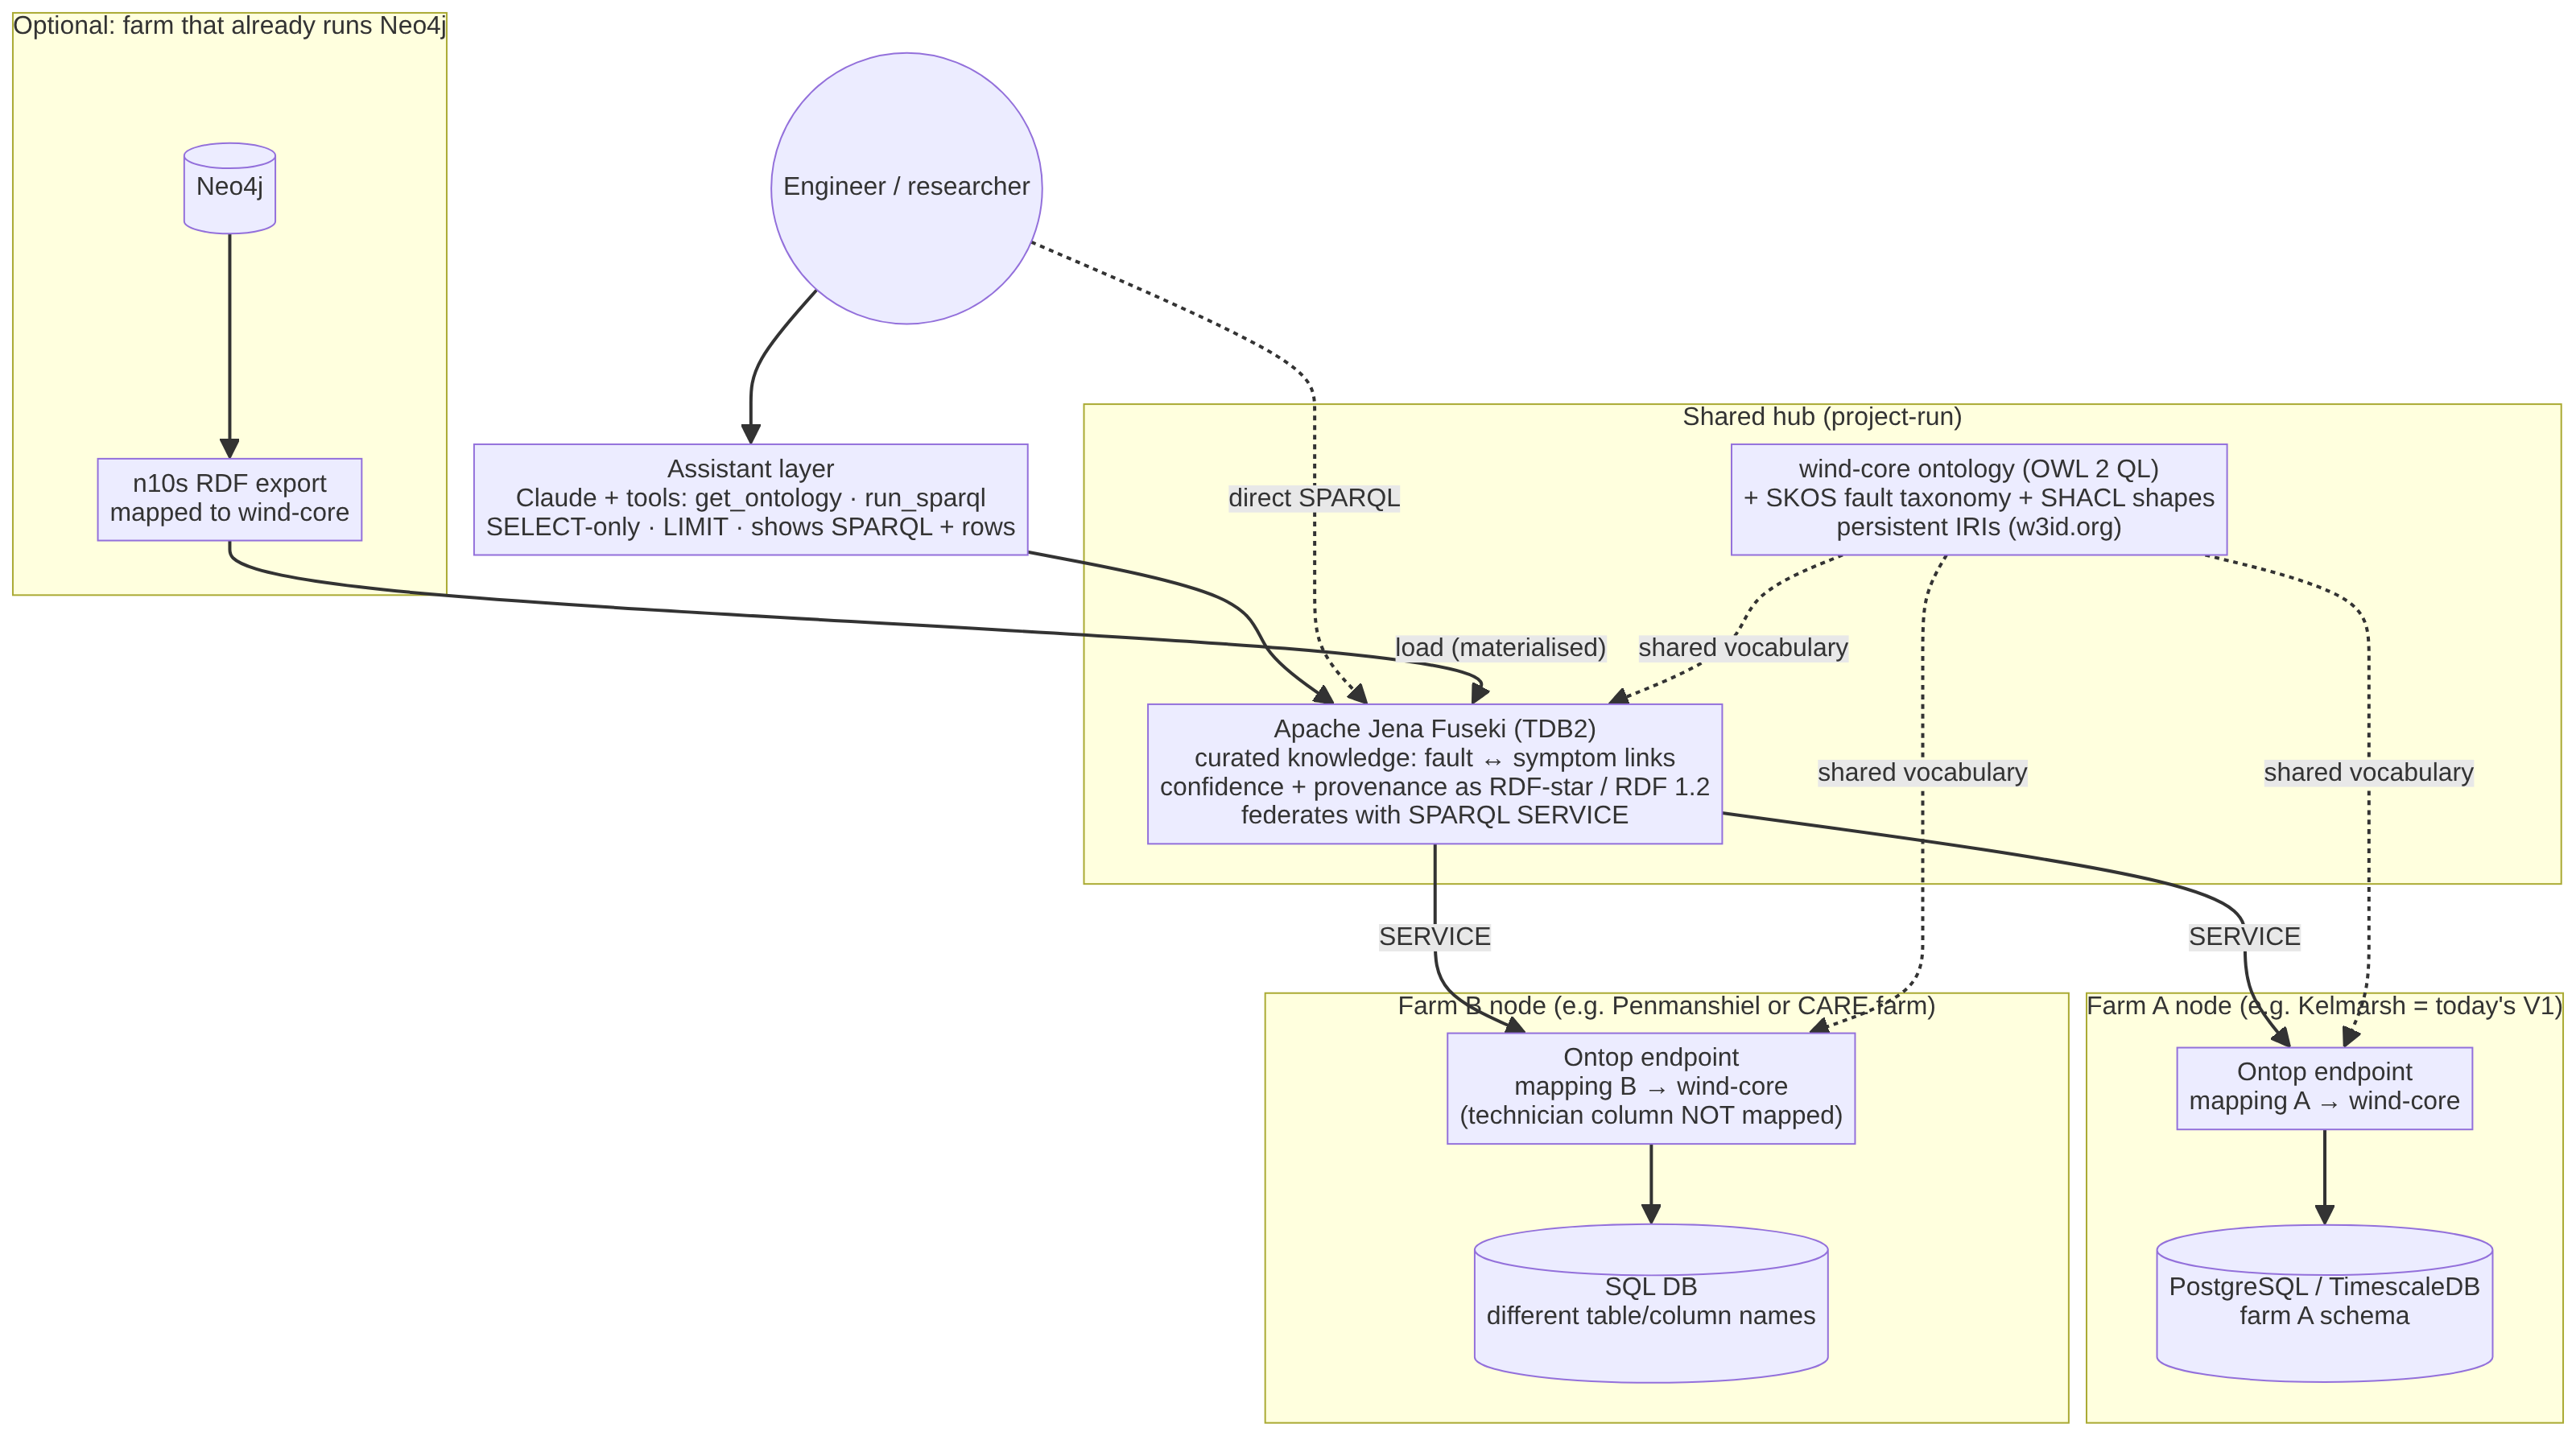 Optional: farm that already runs Neo4j
Neo4j
n10s RDF export
mapped to wind-core
Engineer / researcher
Assistant layer
Claude + tools: get_ontology · run_sparql
SELECT-only · LIMIT · shows SPARQL + rows
direct SPARQL
Shared hub (project-run)
wind-core ontology (OWL 2 QL)
+ SKOS fault taxonomy + SHACL shapes
persistent IRIs (w3id.org)
load (materialised)
shared vocabulary
Apache Jena Fuseki (TDB2)
curated knowledge: fault ↔ symptom links
confidence + provenance as RDF-star / RDF 1.2
federates with SPARQL SERVICE
shared vocabulary
shared vocabulary
SERVICE
SERVICE
Farm B node (e.g. Penmanshiel or CARE farm)
Ontop endpoint
mapping B → wind-core
(technician column NOT mapped)
SQL DB
different table/column names
Farm A node (e.g. Kelmarsh = today's V1)
Ontop endpoint
mapping A → wind-core
PostgreSQL / TimescaleDB
farm A schema